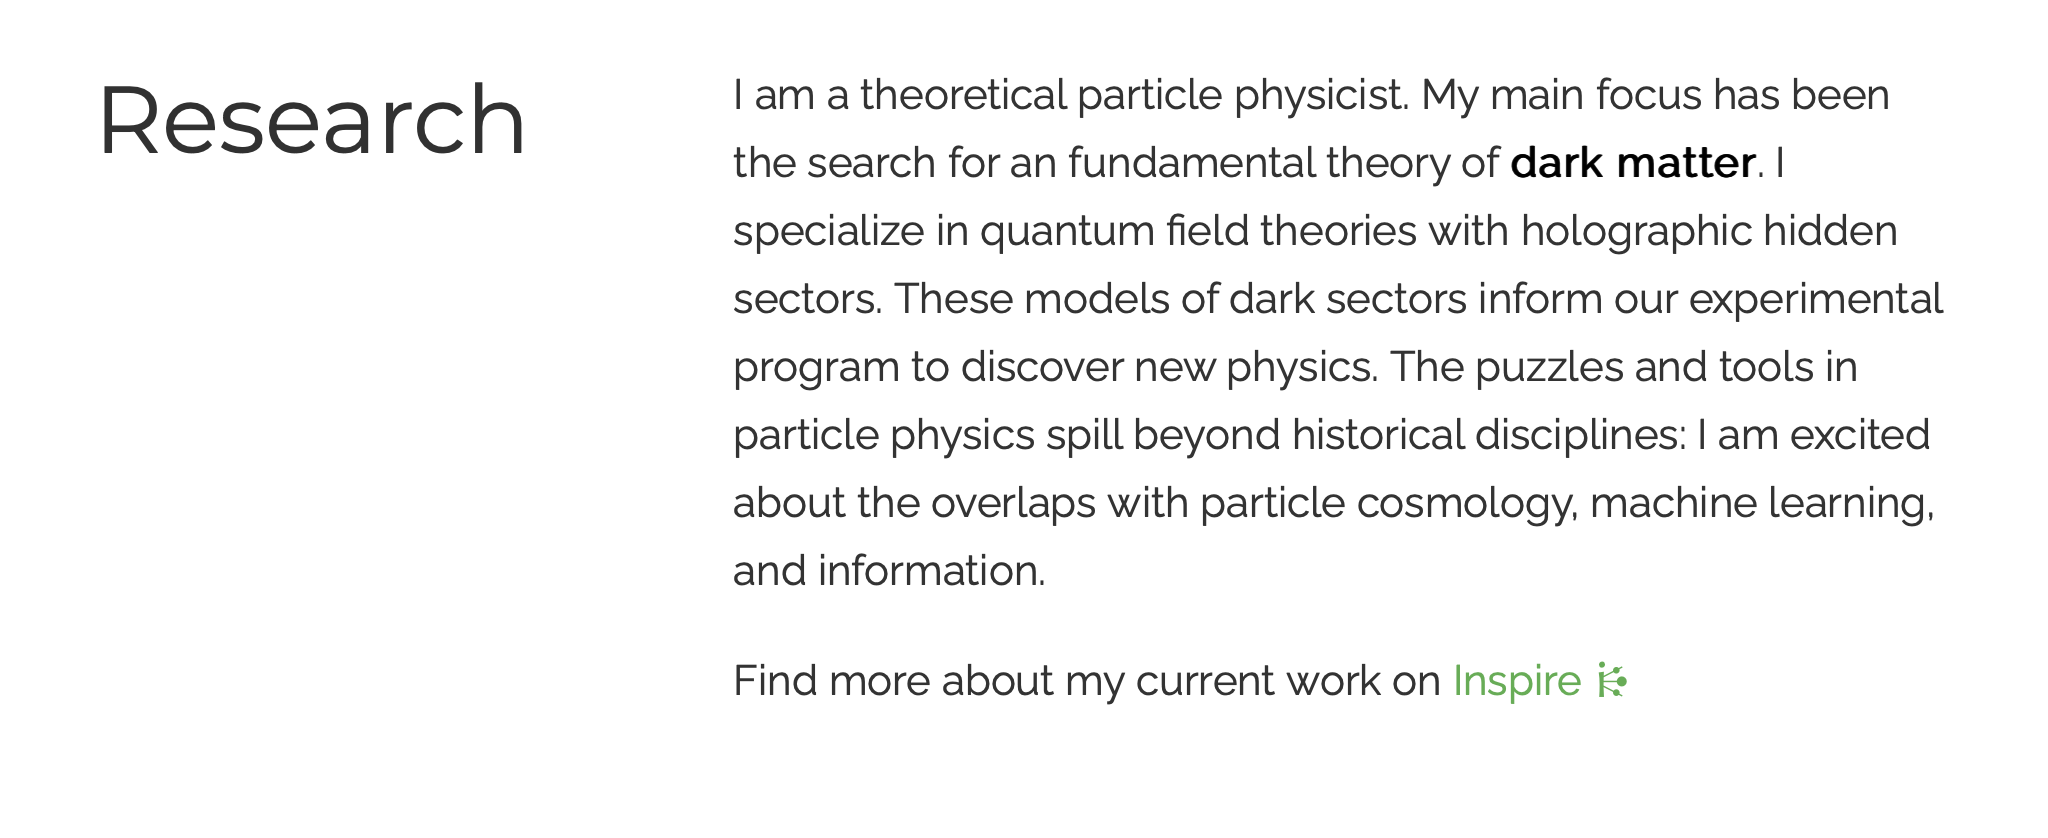 Research
I am a theoretical particle physicist. My main focus has been
the search for an fundamental theory of dark matter. I
specialize in quantum field theories with holographic hidden
sectors. These models of dark sectors inform our experimental
program to discover new physics. The puzzles and tools in
particle physics spill beyond historical disciplines: I am excited
about the overlaps with particle cosmology, machine learning,
and information.
Find more about my current work on Inspire